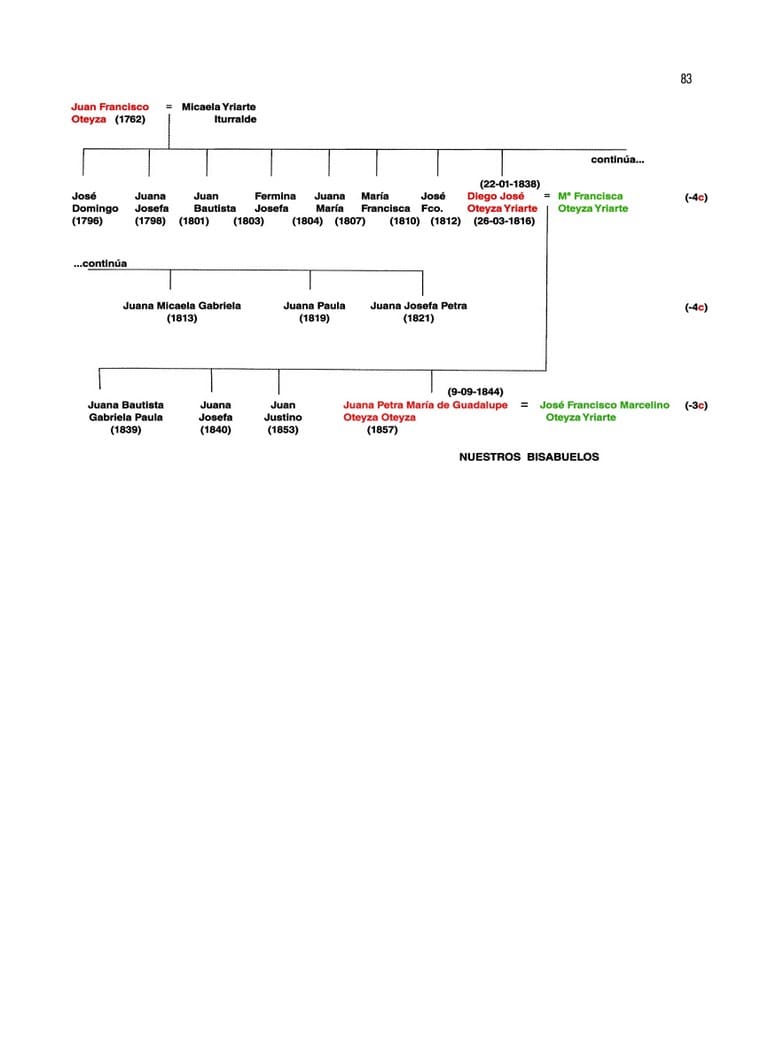 83
Juan Francisco = Micaela Yriarte
Oteyza (1762) Iturralde
continúa...
(22-01-1838)
José Juana Juan Fermina Juana María José Diego José = Mª Francisca (-4c)
Domingo Josefa Bautista Josefa María Francisca Fco. Oteyza Yriarte Oteyza Yriarte
(1796) (1798) (1801) (1803) (1804) (1807) (1810) (1812) (26-03-1816)
...continúa
Juana Micaela Gabriela Juana Paula Juana Josefa Petra (-4c)
(1813) (1819) (1821)
(9-09-1844)
Juana Bautista Juana Juan Juana Petra María de Guadalupe = José Francisco Marcelino (-3c)
Gabriela Paula Josefa Justino Oteyza Oteyza Oteyza Yriarte
(1839) (1840) (1853) (1857)
NUESTROS BISABUELOS